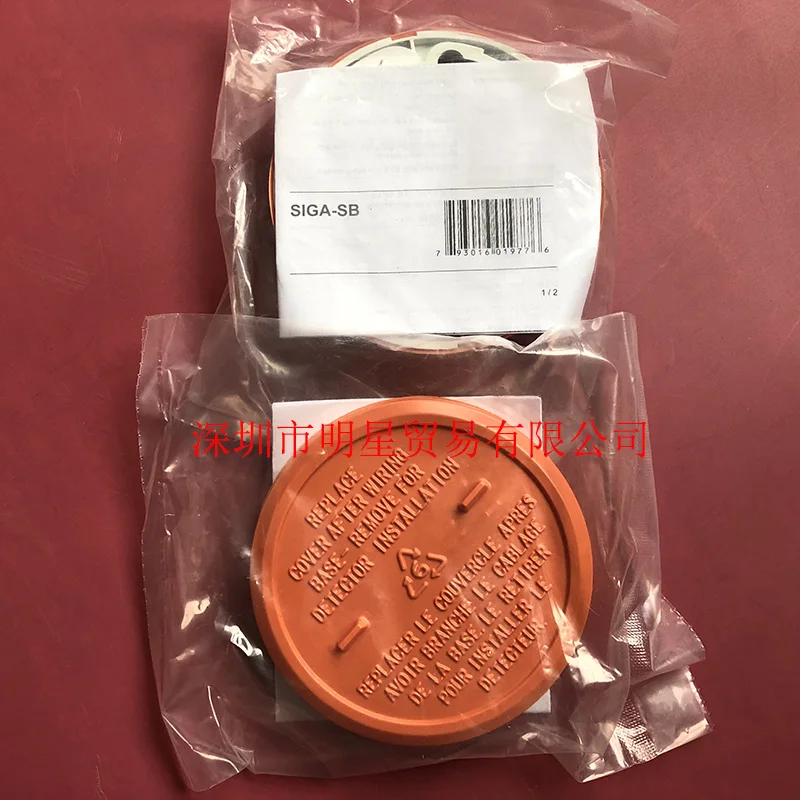 SIGA-SB
7 93016 01977 6
1 / 2
深圳市明星贸易有限公司
REPLACE
COVER AFTER WIRING
BASE - REMOVE FOR
DETECTOR INSTALLATION
6
REPLACER LE COUVERCLE APRES
AVOIR BRANCHE LE CABLAGE
DE LA BASE. LE RETIRER
POUR INSTALLER LE
DETECTEUR